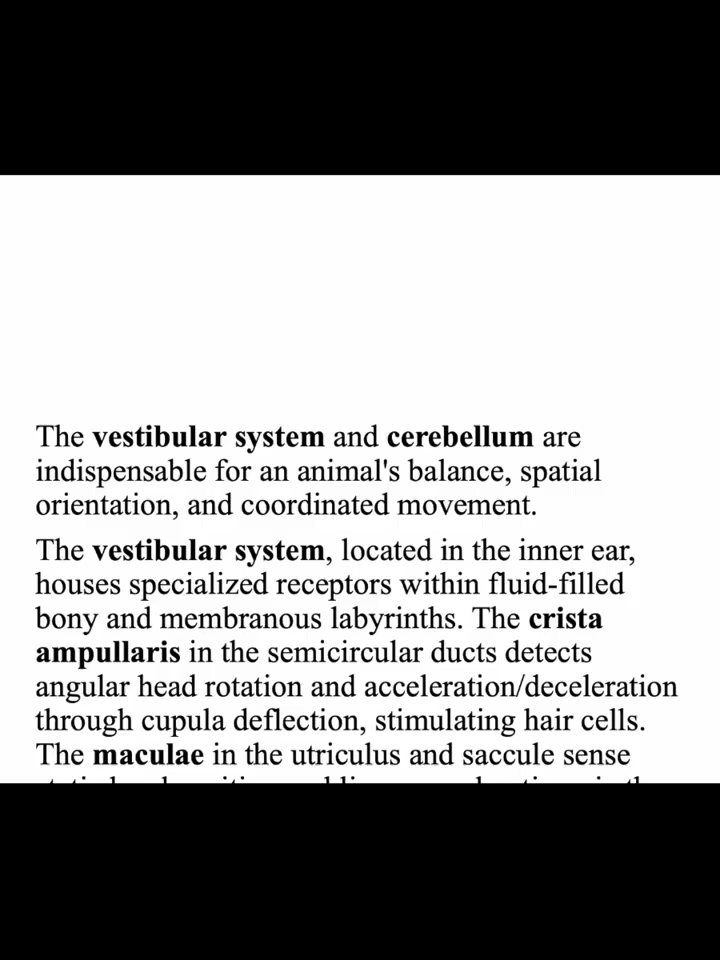 The vestibular system and cerebellum are
indispensable for an animal's balance, spatial
orientation, and coordinated movement.
The vestibular system, located in the inner ear,
houses specialized receptors within fluid-filled
bony and membranous labyrinths. The crista
ampullaris in the semicircular ducts detects
angular head rotation and acceleration/deceleration
through cupula deflection, stimulating hair cells.
The maculae in the utriculus and saccule sense